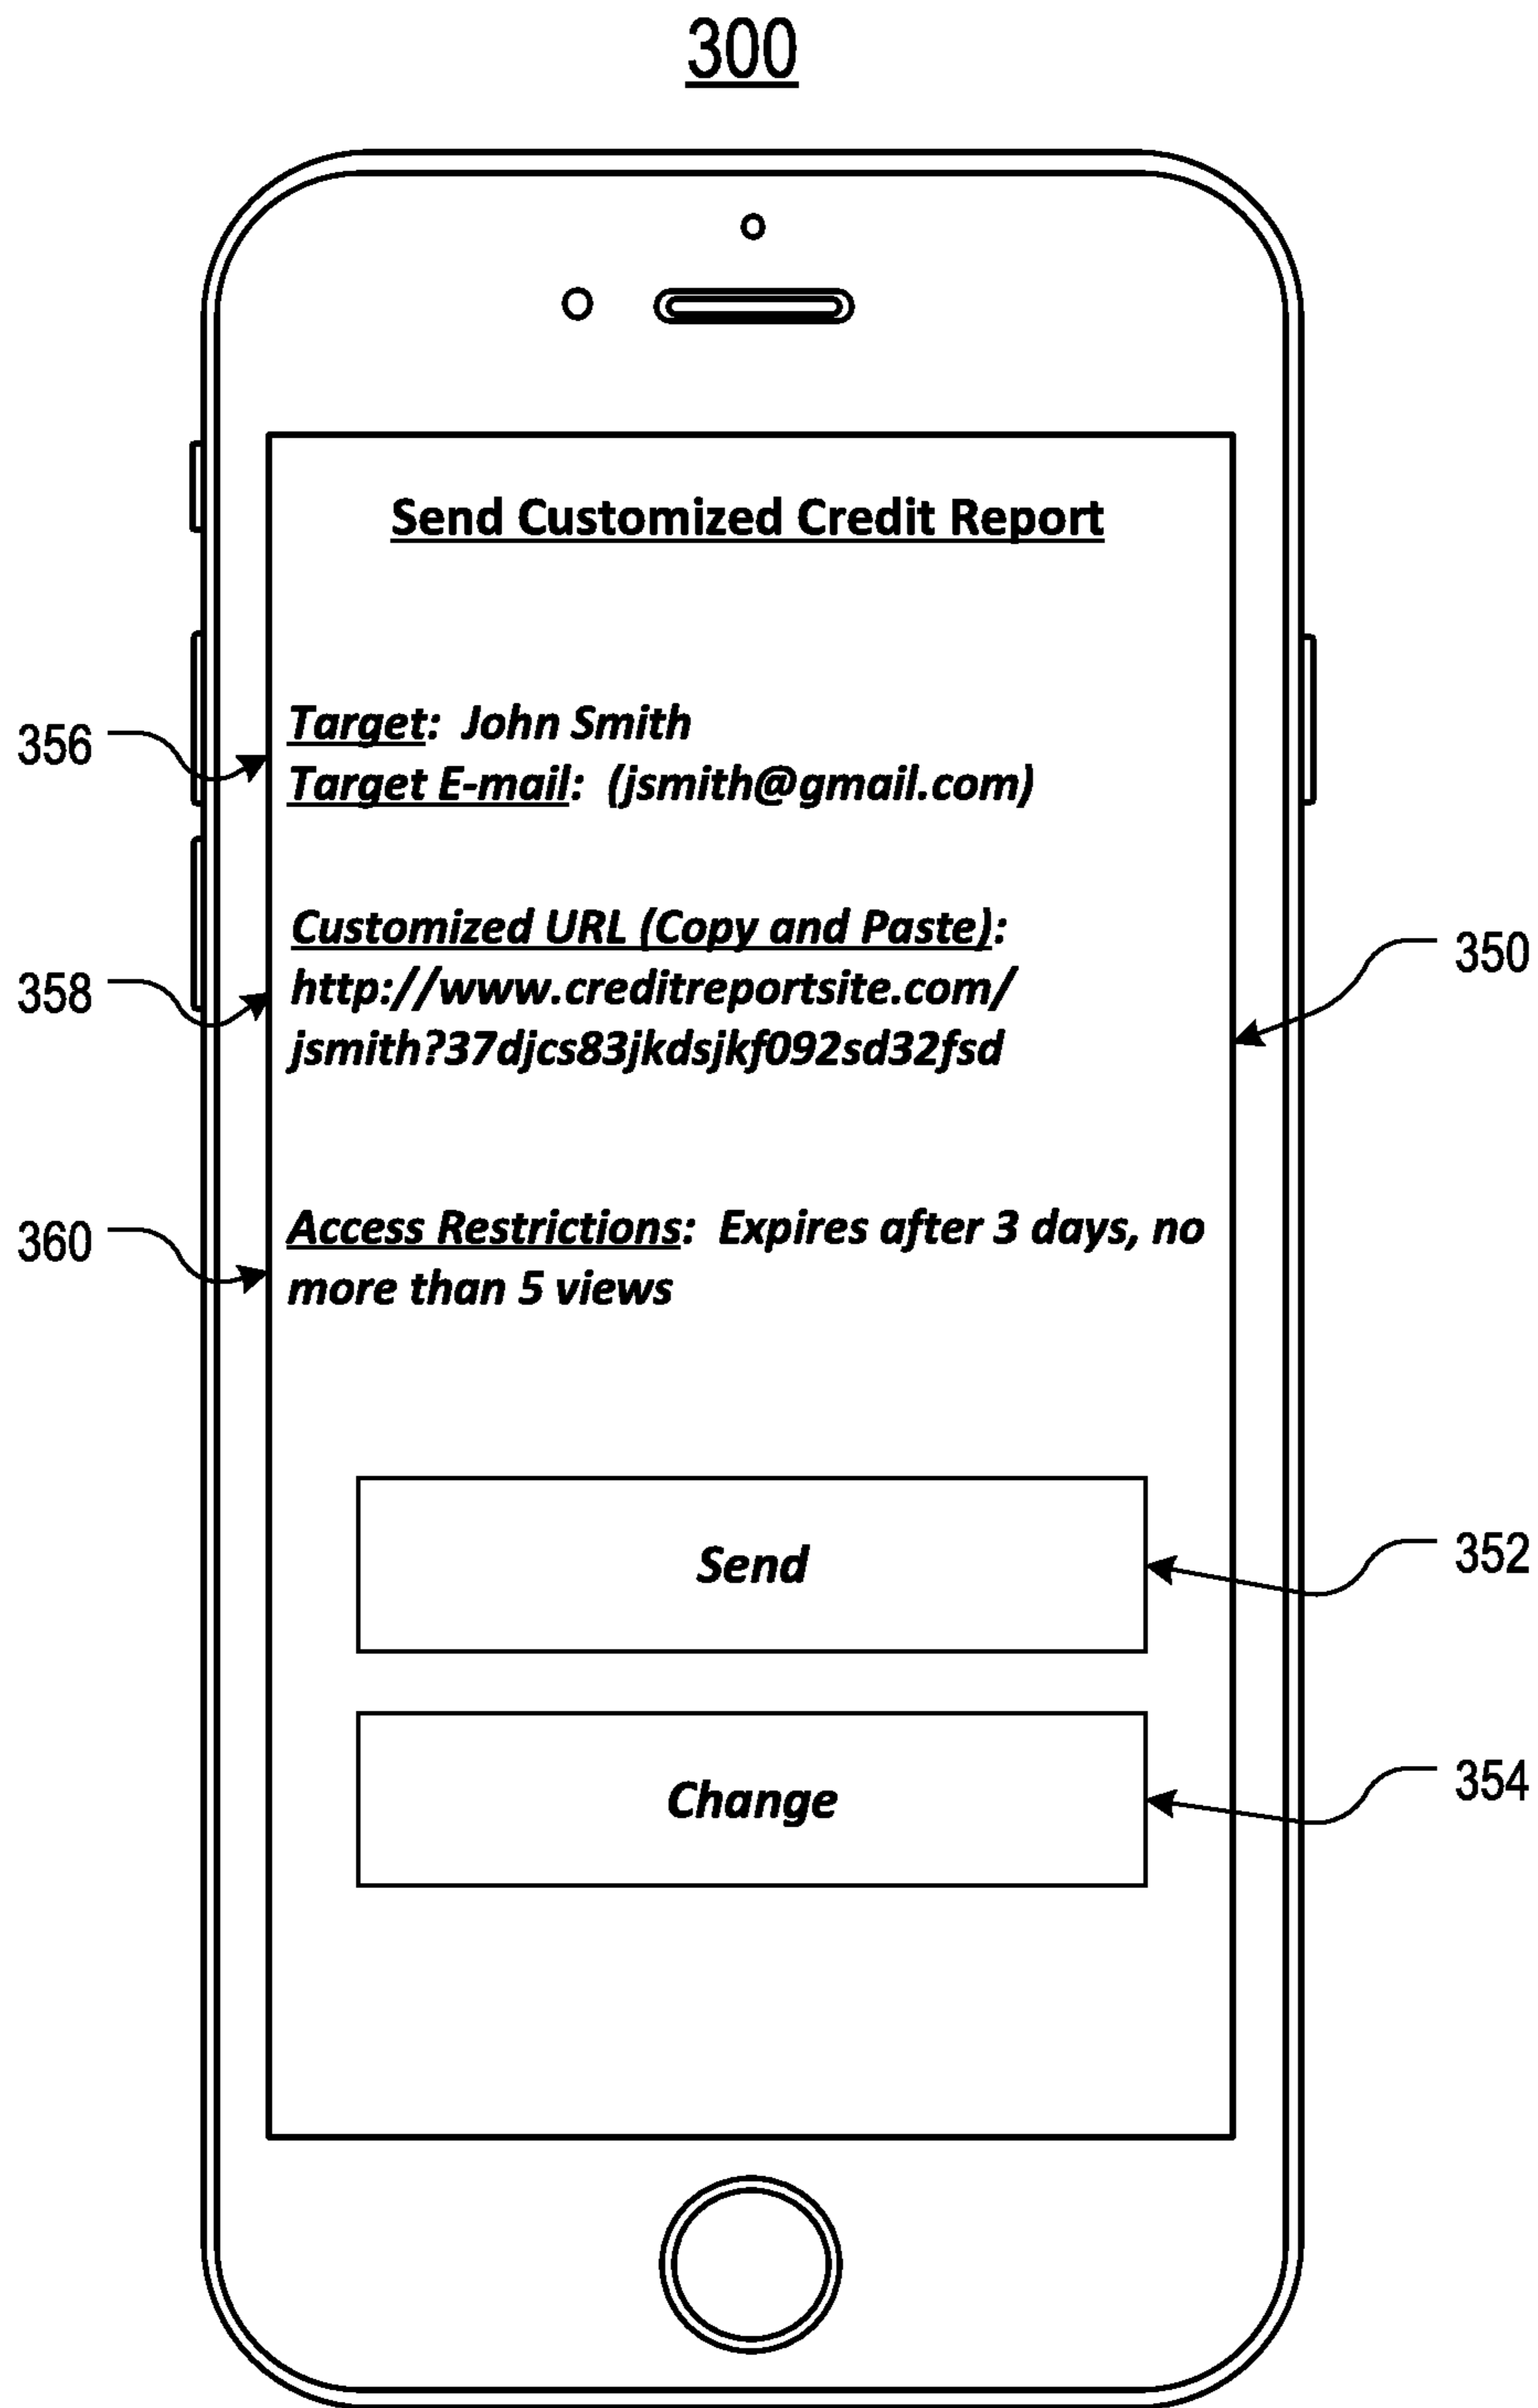 300
Send Customized Credit Report
356
Target: John Smith
Target E-mail: (jsmith@gmail.com)
Customized URL (Copy and Paste):
350
358
http://www.creditreportsite.com/
jsmith?37djcs83jkdsjkf092sd32fsd
360
Access Restrictions: Expires after 3 days, no
more than 5 views
Send
352
Change
354